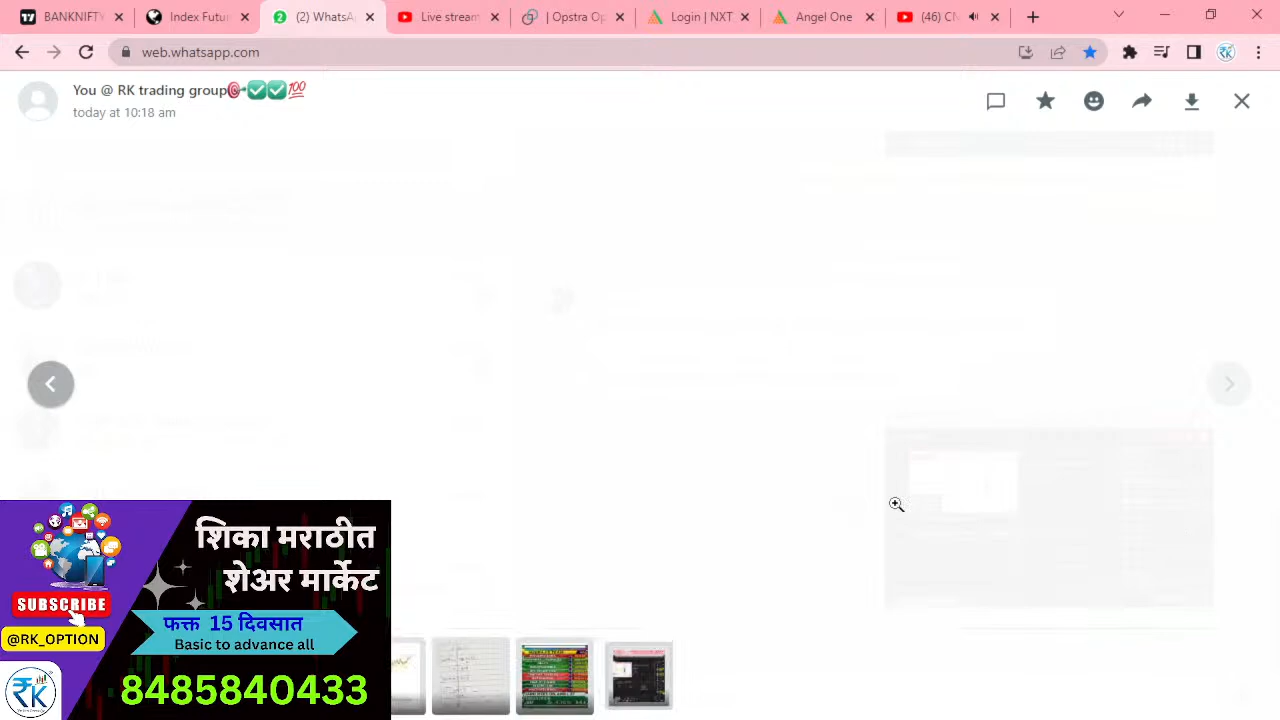 BANKNIFTY
Index Futur
(2) WhatsA
Live stream
Opstra Op
Login | NXT
Angel One
(46) CN
web.whatsapp.com
You @ RK trading group🎯✅✅💯
today at 10:18 am
शिका मराठीत
शेअर मार्केट
SUBSCRIBE
@RK_OPTION
फक्त 15 दिवसात
Basic to advance all
8485840433